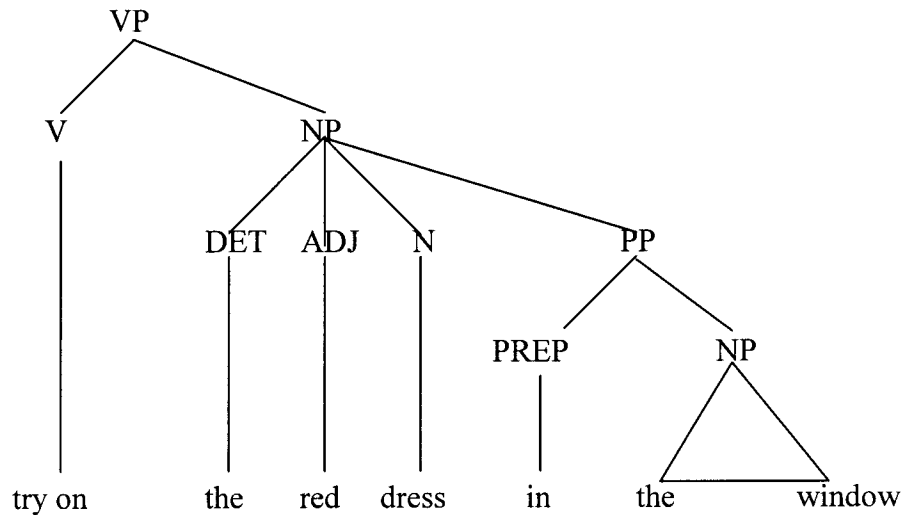 VP
V NP
DET ADJ N PP
PREP NP
try on the red dress in the window